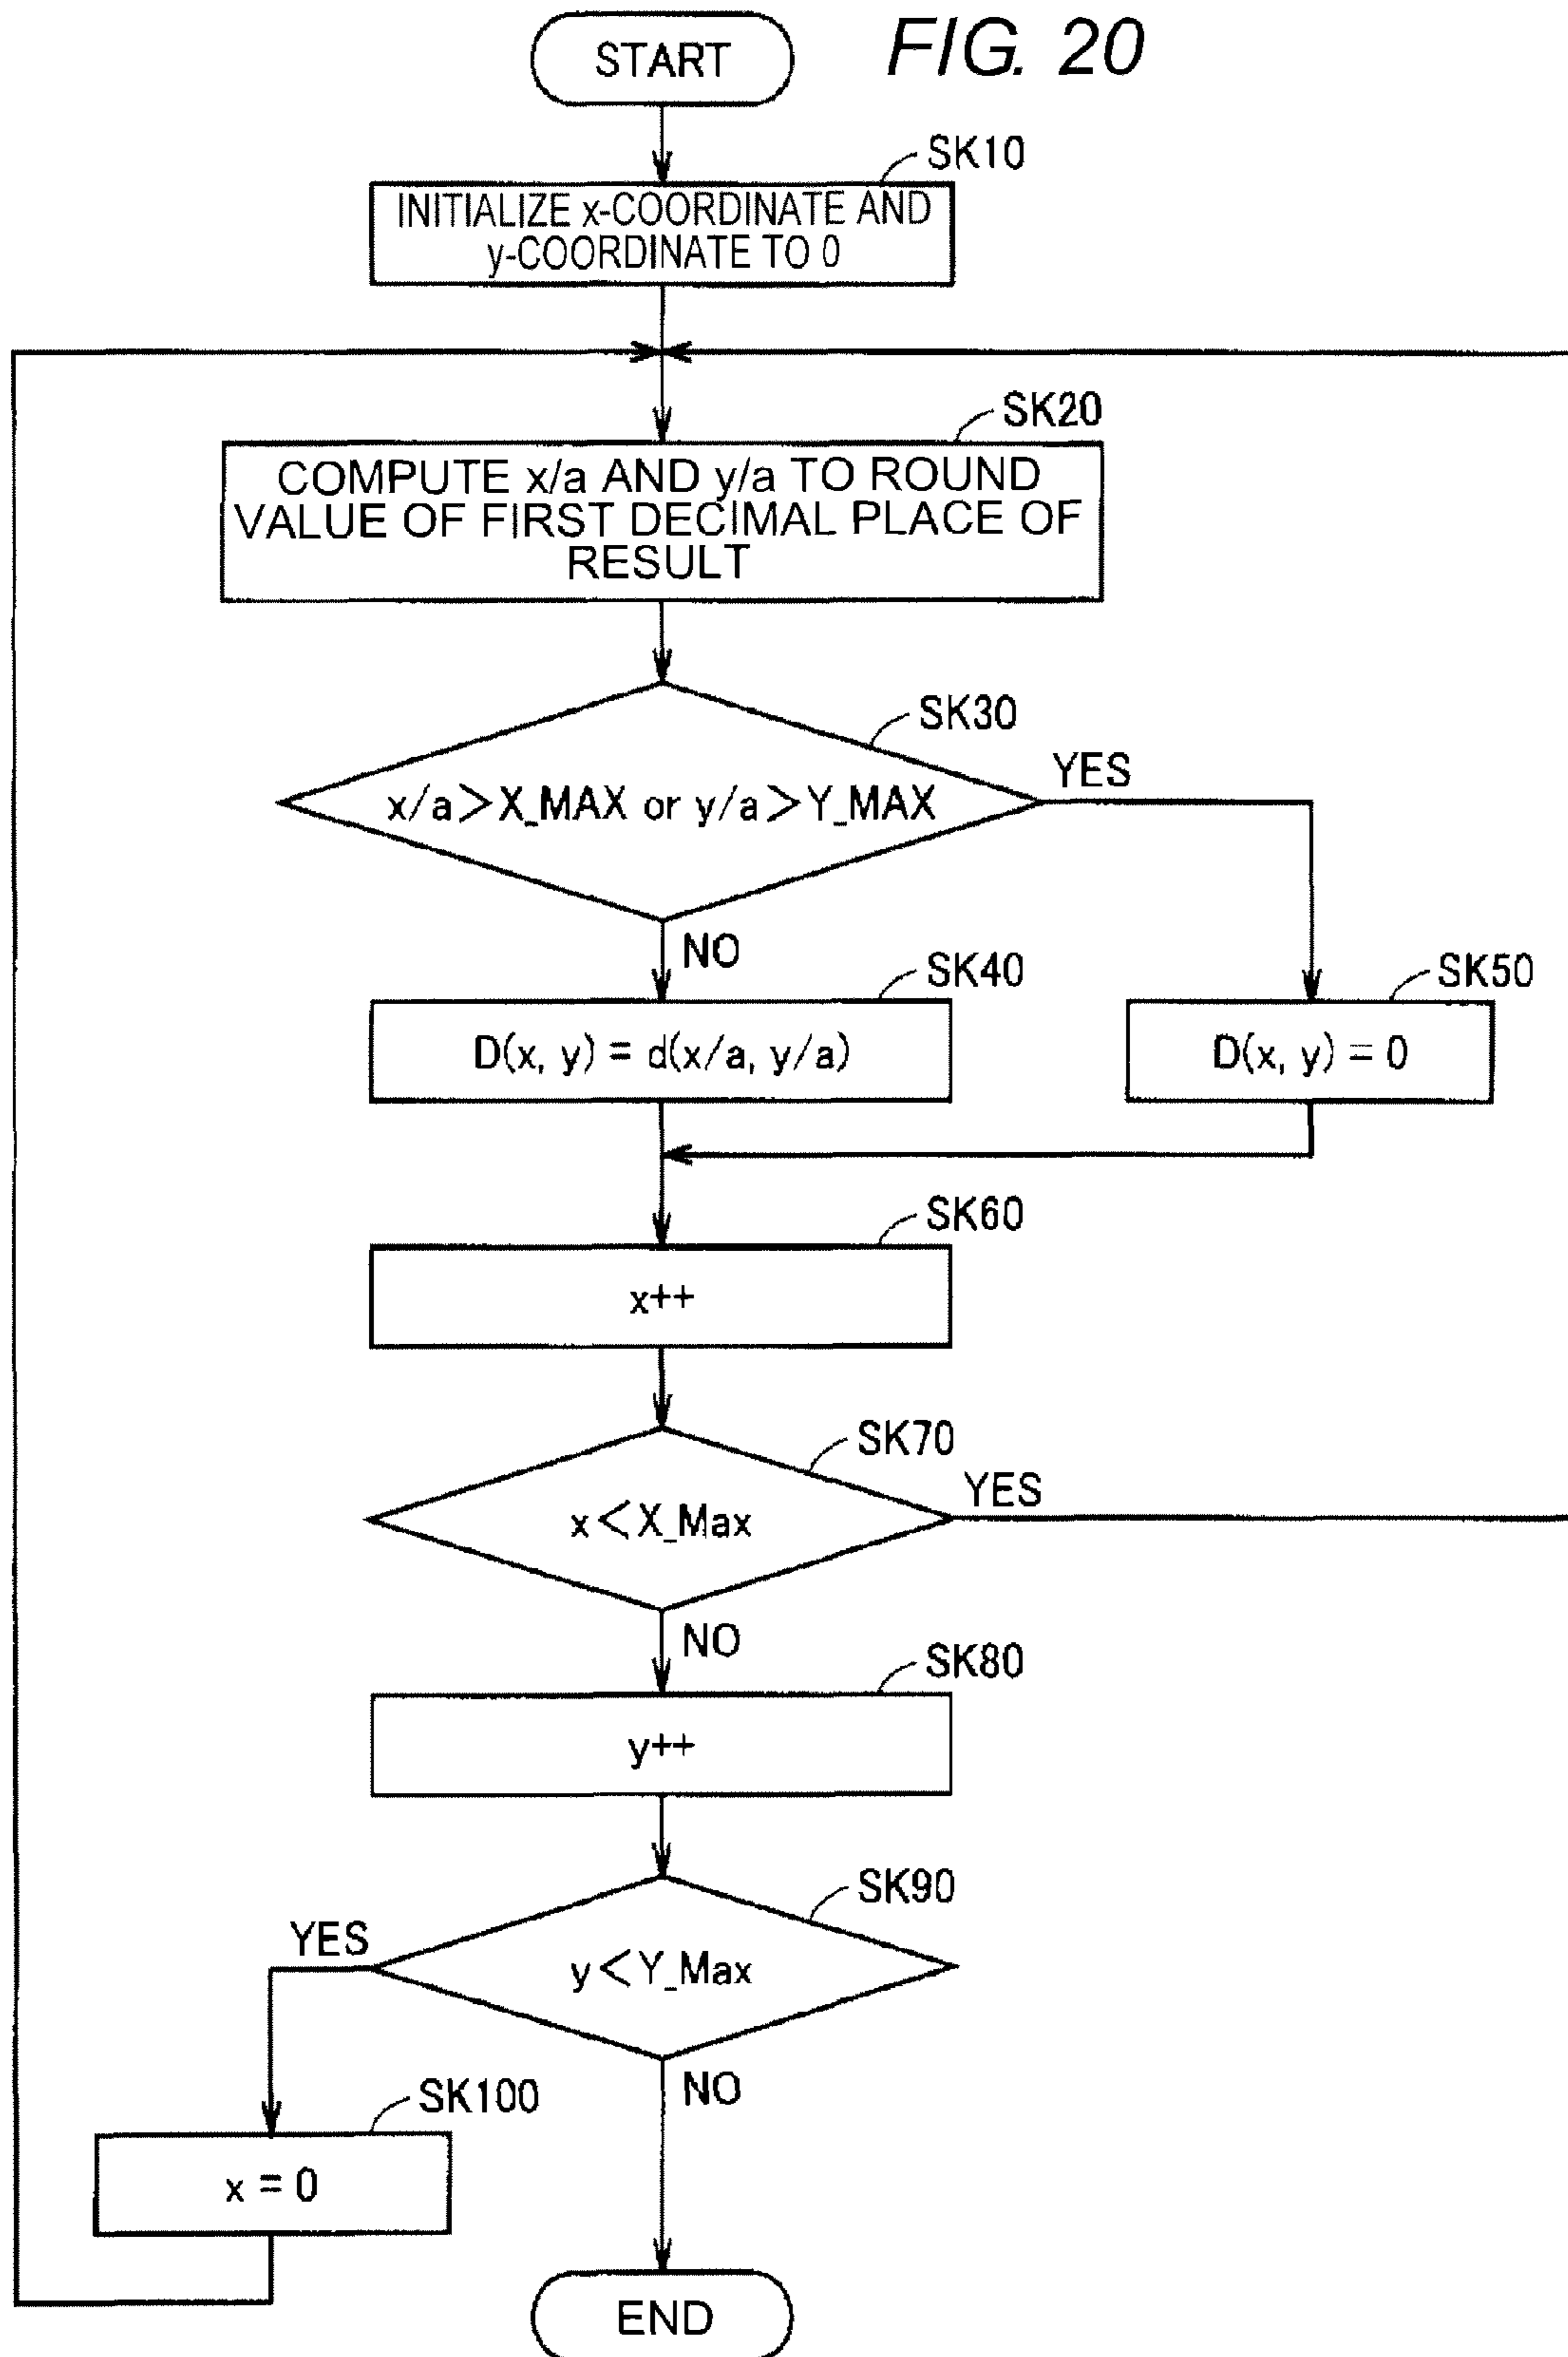 FIG. 20
START
SK10
INITIALIZE x-COORDINATE AND
y-COORDINATE TO 0
SK20
COMPUTE x/a AND y/a TO ROUND
VALUE OF FIRST DECIMAL PLACE OF
RESULT
SK30
x/a>X_MAX or y/a>Y_MAX
YES
NO
SK40
D(x, y) = d(x/a, y/a)
SK50
D(x, y) = 0
SK60
x++
SK70
x<X_Max
YES
NO
SK80
y++
SK90
y<Y_Max
YES
NO
SK100
x = 0
END